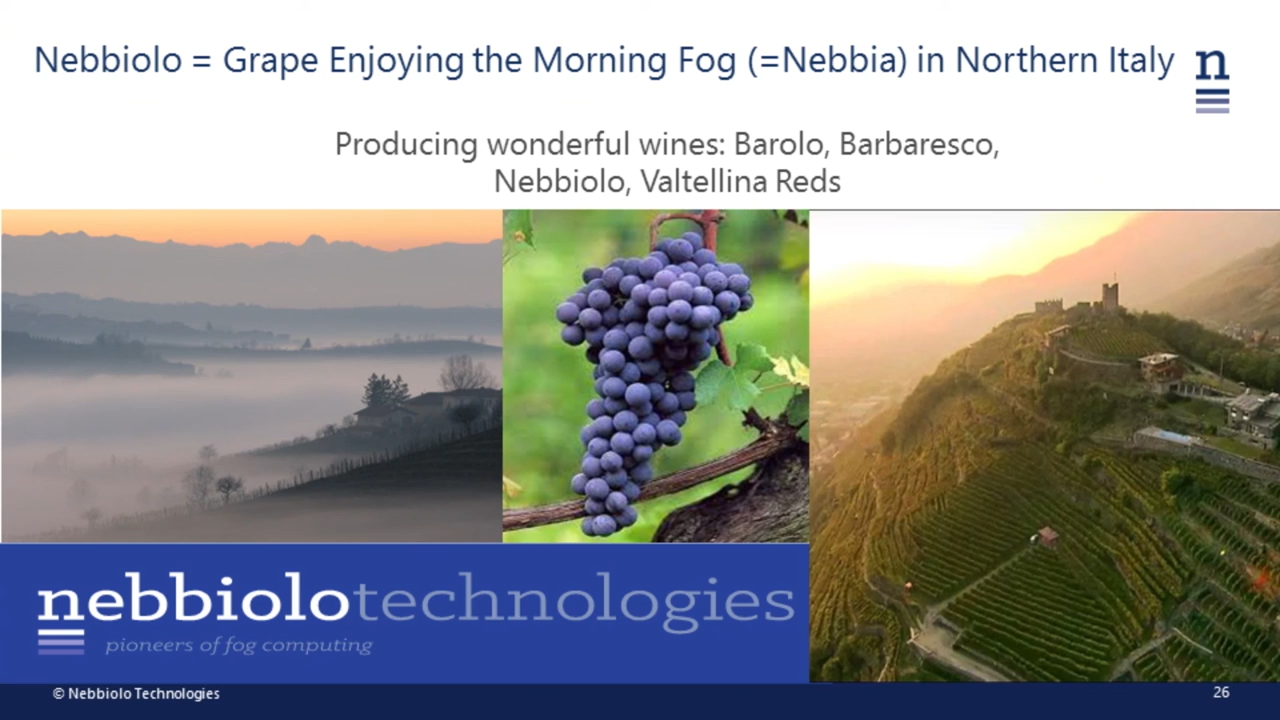 Nebbiolo = Grape Enjoying the Morning Fog (=Nebbia) in Northern Italy
n
Producing wonderful wines: Barolo, Barbaresco,
Nebbiolo, Valtellina Reds
nebbiolotechnologies
pioneers of fog computing
© Nebbiolo Technologies
26